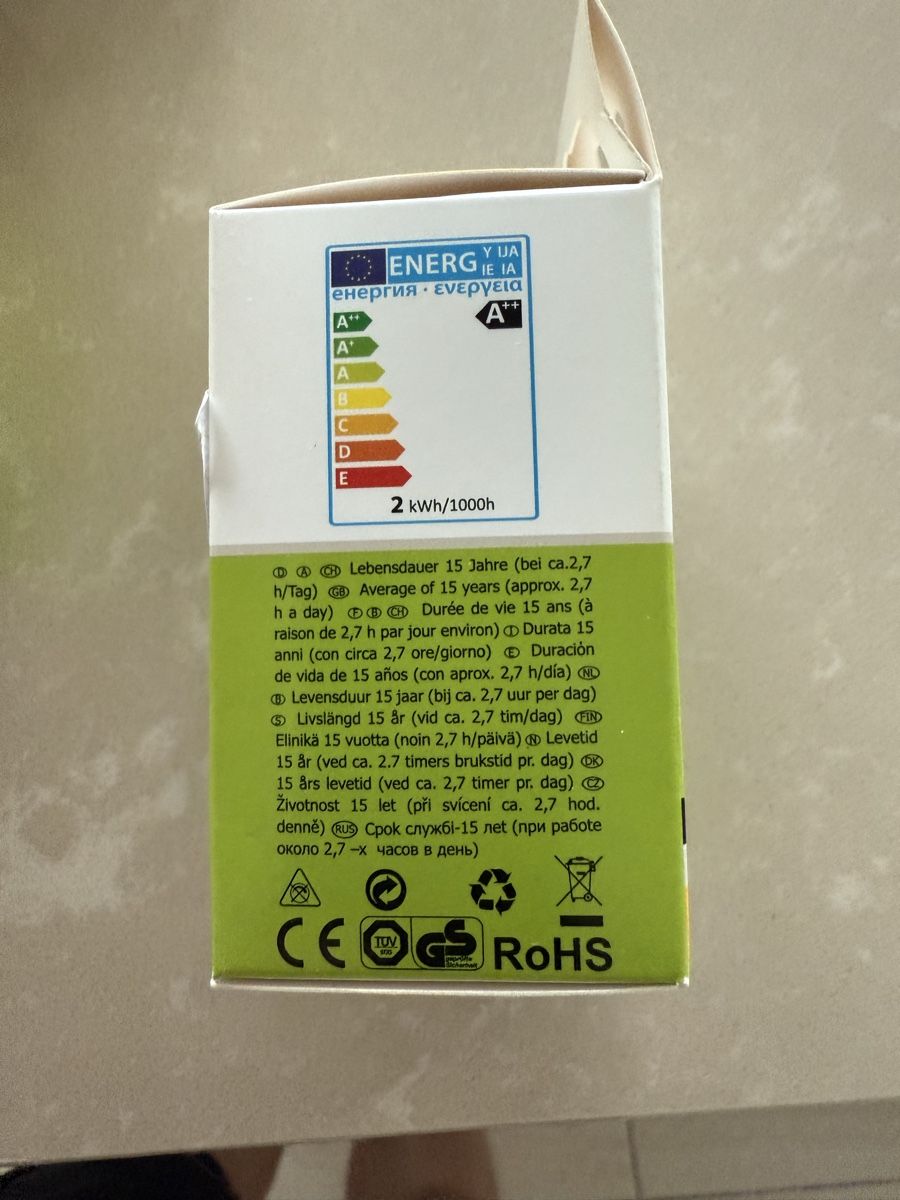 ENERG Y IJA
IE IA
енергия · ενεργεια
A++
A++
A+
A
B
C
D
E
2 kWh/1000h
D A CH Lebensdauer 15 Jahre (bei ca.2,7
h/Tag) GB Average of 15 years (approx. 2,7
h a day) F B CH Durée de vie 15 ans (à
raison de 2,7 h par jour environ) I Durata 15
anni (con circa 2,7 ore/giorno) E Duración
de vida de 15 años (con aprox. 2,7 h/día) NL
B Levensduur 15 jaar (bij ca. 2,7 uur per dag)
S Livslängd 15 år (vid ca. 2,7 tim/dag) FIN
Elinikä 15 vuotta (noin 2,7 h/päivä) N Levetid
15 år (ved ca. 2.7 timers brukstid pr. dag) DK
15 års levetid (ved ca. 2,7 timer pr. dag) CZ
Životnost 15 let (při svícení ca. 2,7 hod.
denně) RUS Срок службі-15 лет (при работе
около 2,7 –х часов в день)
CE TÜV GS geprüfte Sicherheit RoHS